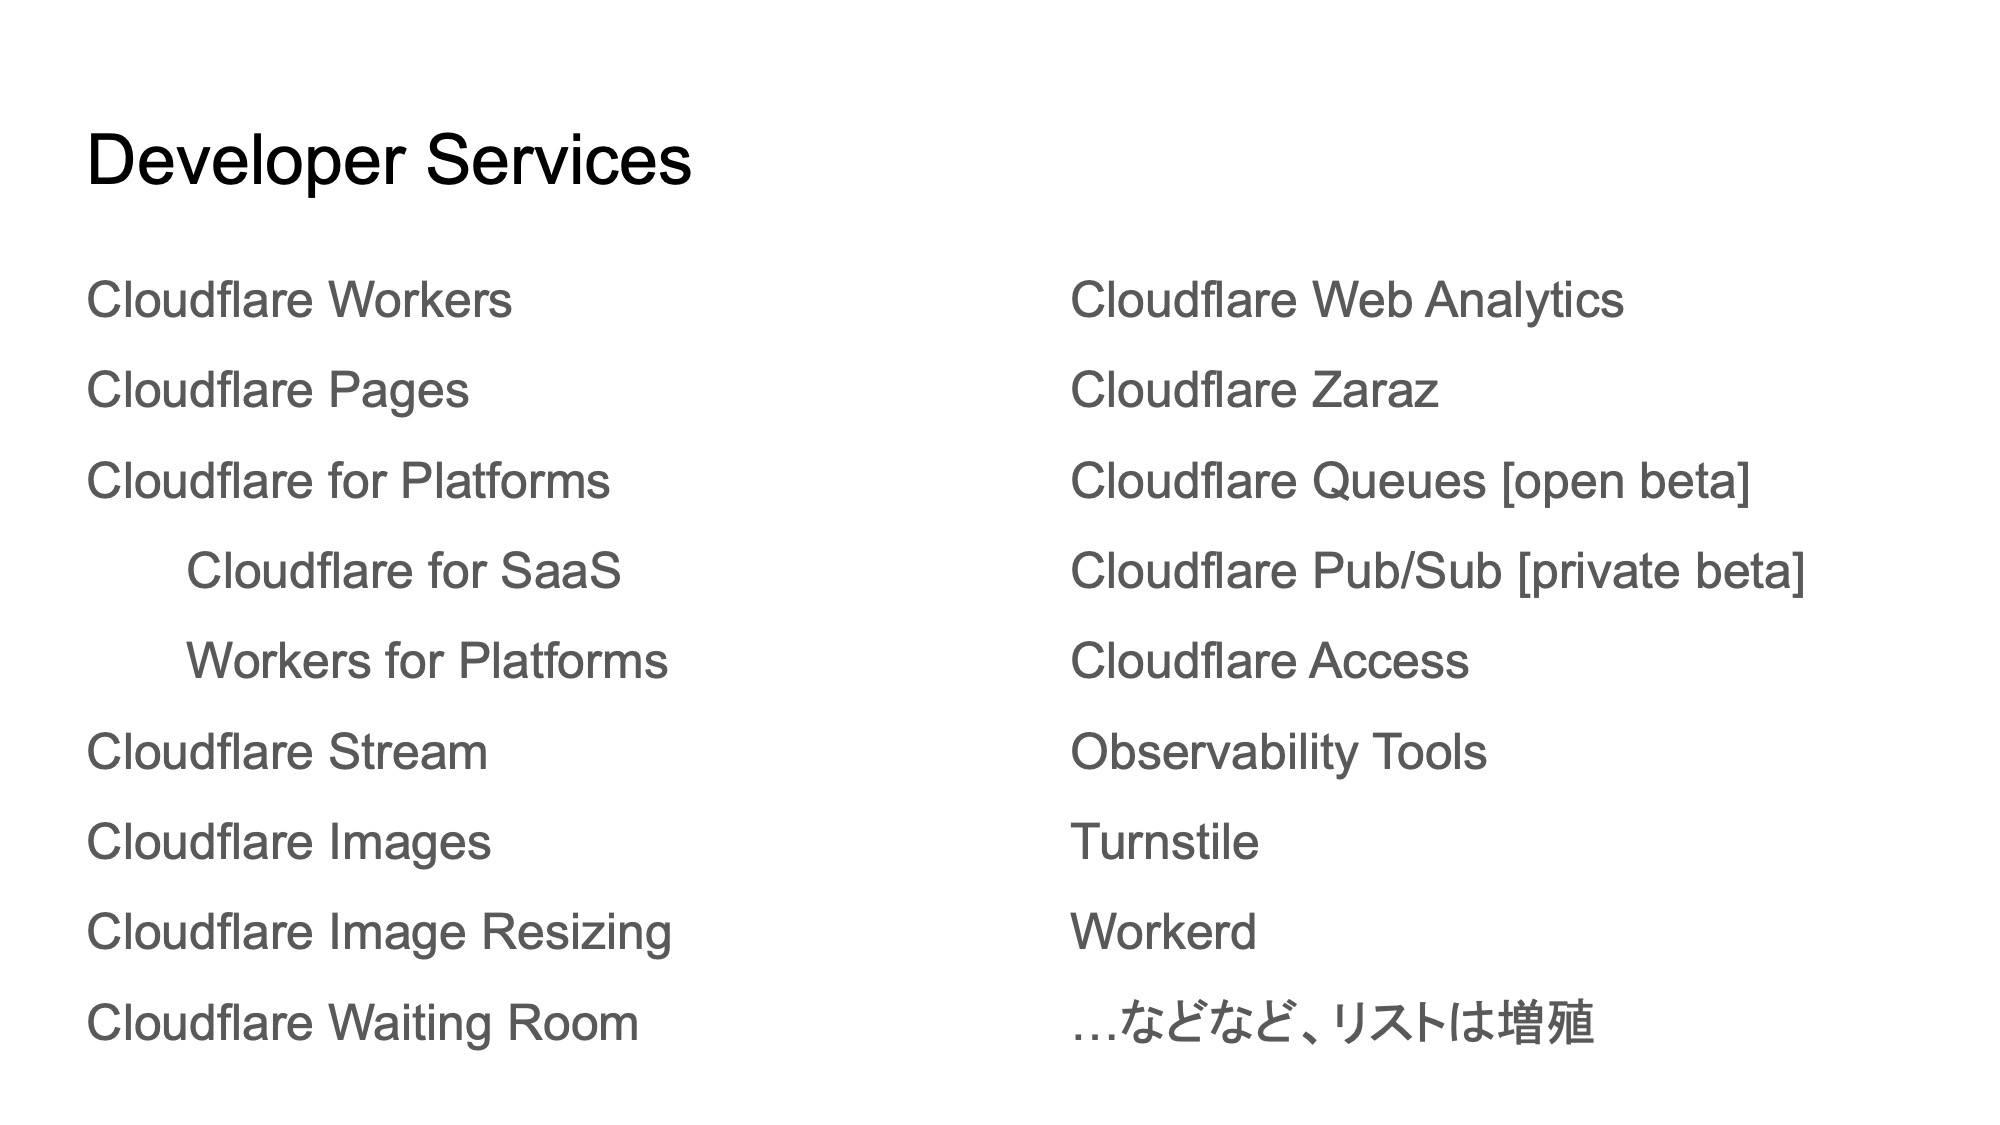 Developer Services
Cloudflare Workers
Cloudflare Pages
Cloudflare for Platforms
Cloudflare for SaaS
Workers for Platforms
Cloudflare Stream
Cloudflare Images
Cloudflare Image Resizing
Cloudflare Waiting Room
Cloudflare Web Analytics
Cloudflare Zaraz
Cloudflare Queues [open beta]
Cloudflare Pub/Sub [private beta]
Cloudflare Access
Observability Tools
Turnstile
Workerd
…などなど、リストは増殖